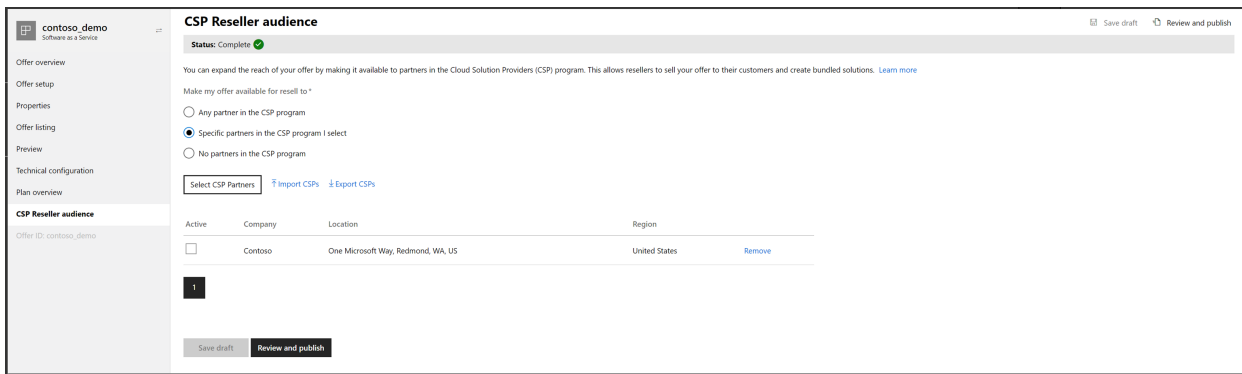 contoso_demo
Software as a Service
Offer overview
Offer setup
Properties
Offer listing
Preview
Technical configuration
Plan overview
CSP Reseller audience
Offer ID: contoso_demo
CSP Reseller audience
Save draft Review and publish
Status: Complete
You can expand the reach of your offer by making it available to partners in the Cloud Solution Providers (CSP) program. This allows resellers to sell your offer to their customers and create bundled solutions. Learn more
Make my offer available for resell to *
Any partner in the CSP program
Specific partners in the CSP program I select
No partners in the CSP program
Select CSP Partners Import CSPs Export CSPs
Active Company Location Region
Contoso One Microsoft Way, Redmond, WA, US United States Remove
1
Save draft Review and publish